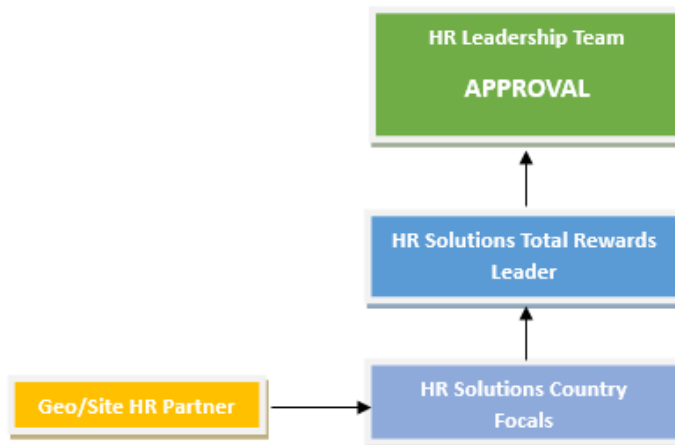 HR Leadership Team
APPROVAL
HR Solutions Total Rewards
Leader
Geo/Site HR Partner
HR Solutions Country
Focals